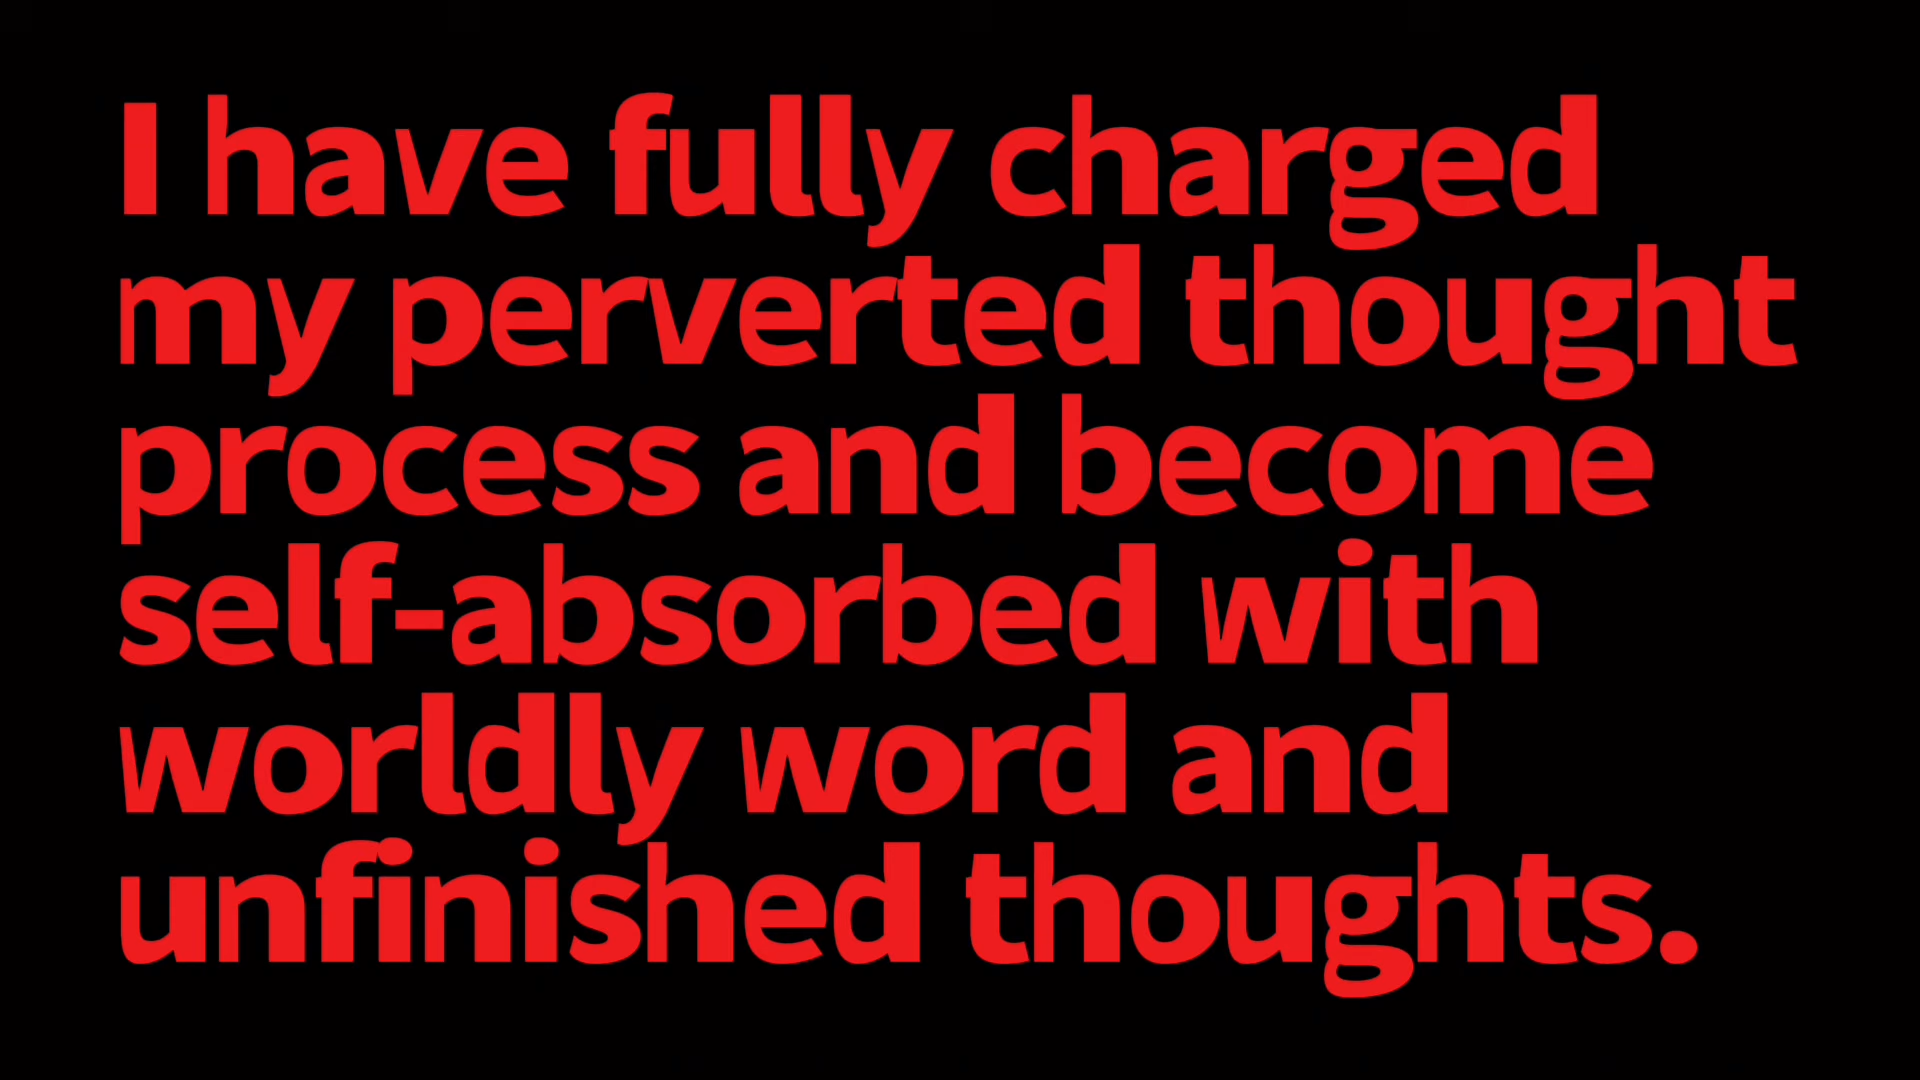 I have fully charged
my perverted thought
process and become
self-absorbed with
worldly word and
unfinished thoughts.